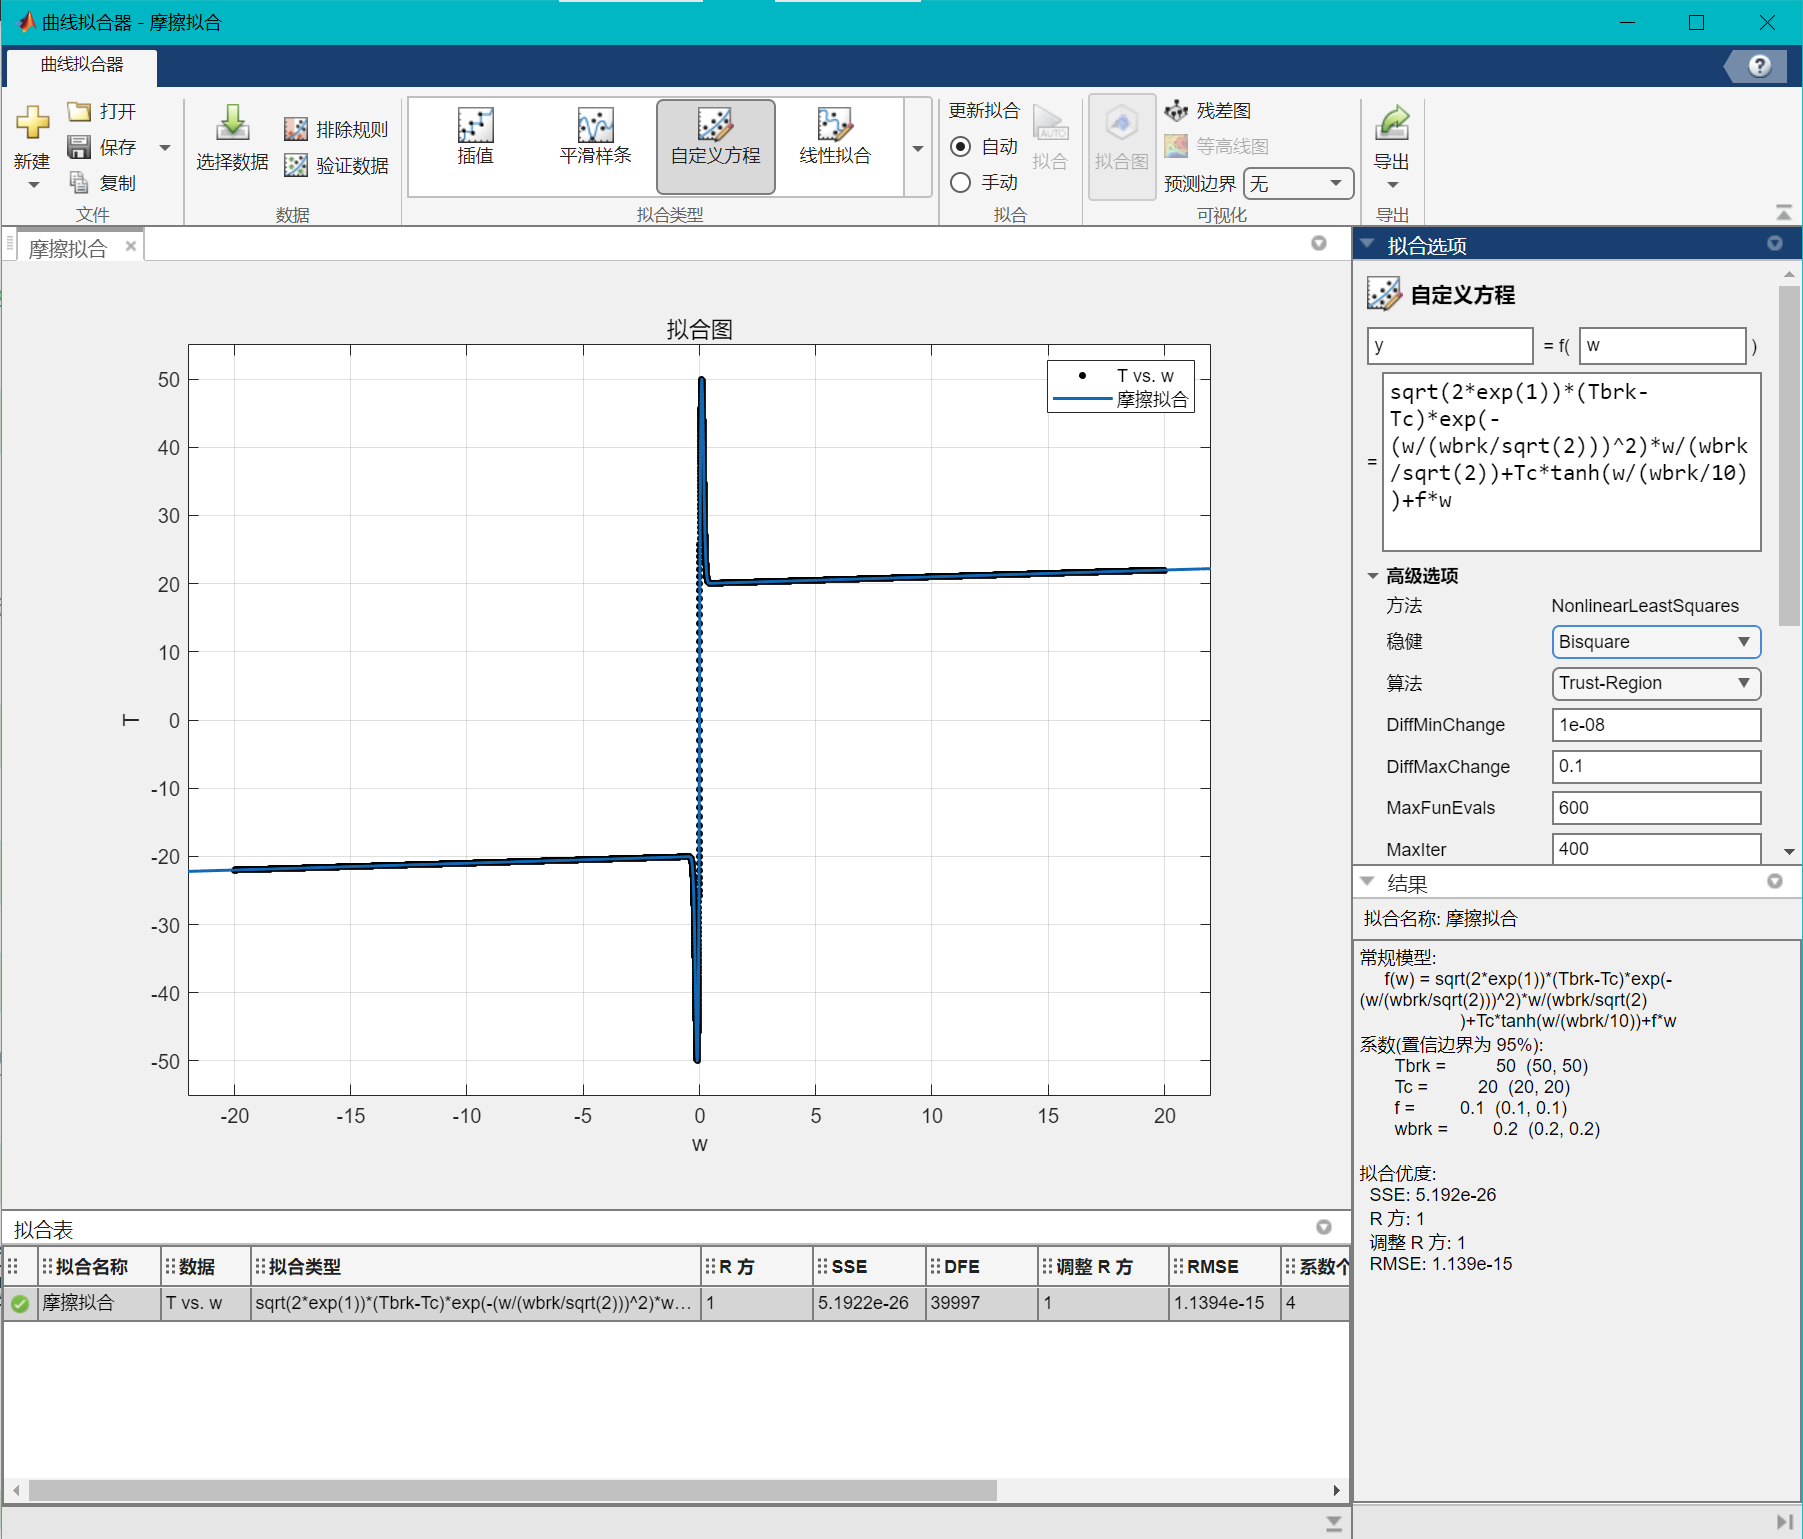 曲线拟合器 - 摩擦拟合
曲线拟合器
新建
打开
保存
复制
文件
选择数据
排除规则
验证数据
数据
插值
平滑样条
自定义方程
线性拟合
拟合类型
更新拟合
自动
手动
AUTO
拟合
拟合
拟合图
残差图
等高线图
预测边界 无
可视化
导出
导出
摩擦拟合
拟合图
T vs. w
摩擦拟合
50
40
30
20
10
0
-10
-20
-30
-40
-50
T
-20 -15 -10 -5 0 5 10 15 20
w
拟合选项
自定义方程
y = f( w )
= sqrt(2*exp(1))*(Tbrk-
Tc)*exp(-
(w/(wbrk/sqrt(2)))^2)*w/(wbrk
/sqrt(2))+Tc*tanh(w/(wbrk/10)
)+f*w
高级选项
方法 NonlinearLeastSquares
稳健 Bisquare
算法 Trust-Region
DiffMinChange 1e-08
DiffMaxChange 0.1
MaxFunEvals 600
MaxIter 400
结果
拟合名称: 摩擦拟合
常规模型:
f(w) = sqrt(2*exp(1))*(Tbrk-Tc)*exp(-
(w/(wbrk/sqrt(2)))^2)*w/(wbrk/sqrt(2)
)+Tc*tanh(w/(wbrk/10))+f*w
系数(置信边界为 95%):
Tbrk = 50 (50, 50)
Tc = 20 (20, 20)
f = 0.1 (0.1, 0.1)
wbrk = 0.2 (0.2, 0.2)
拟合优度:
SSE: 5.192e-26
R 方: 1
调整 R 方: 1
RMSE: 1.139e-15
拟合表
拟合名称 数据 拟合类型 R 方 SSE DFE 调整 R 方 RMSE 系数个
摩擦拟合 T vs. w sqrt(2*exp(1))*(Tbrk-Tc)*exp(-(w/(wbrk/sqrt(2)))^2)*w... 1 5.1922e-26 39997 1 1.1394e-15 4